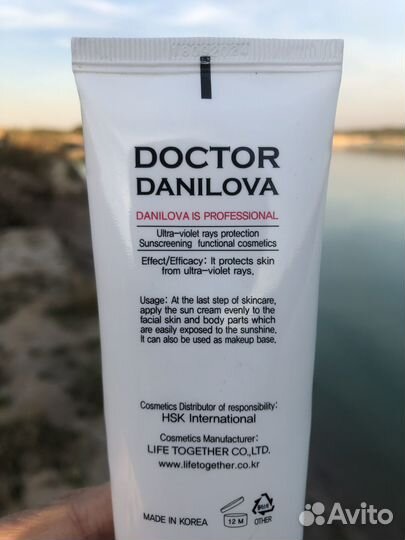 DOCTOR
DANILOVA
DANILOVA IS PROFESSIONAL
Ultra-violet rays protection
Sunscreening functional cosmetics
Effect/Efficacy: It protects skin
from ultra-violet rays.
Usage: At the last step of skincare,
apply the sun cream evenly to the
facial skin and body parts which
are easily exposed to the sunshine.
It can also be used as makeup base.
Cosmetics Distributor of responsibility:
HSK International
Cosmetics Manufacturer:
LIFE TOGETHER CO.,LTD.
www.lifetogether.co.kr
MADE IN KOREA
12 M
OTHER
Avito